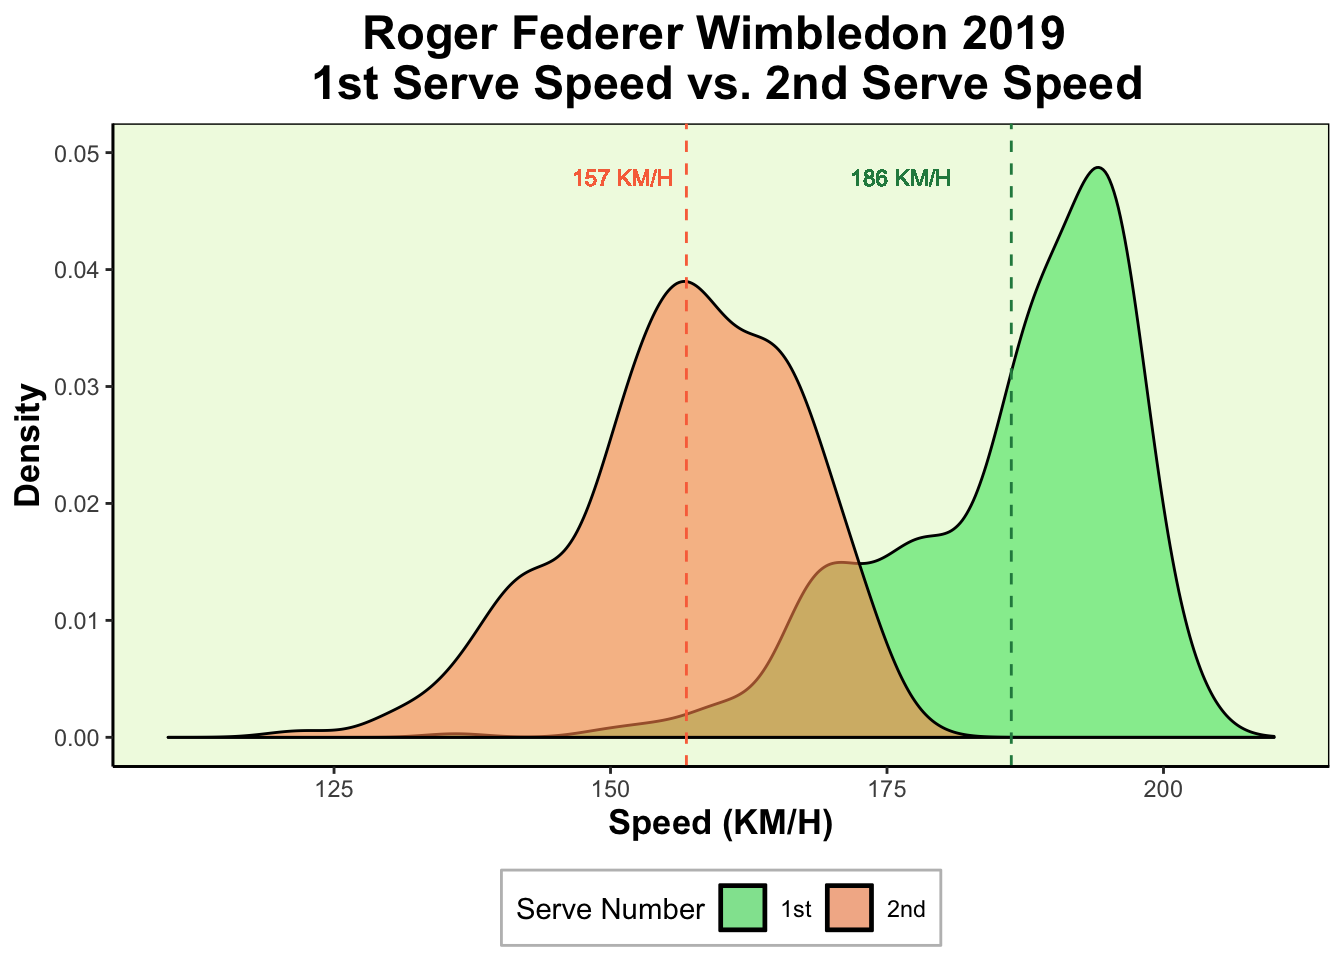 Roger Federer Wimbledon 2019
1st Serve Speed vs. 2nd Serve Speed
0.05
157 KM/H
186 KM/H
0.04
0.03
Density
0.02
0.01
0.00
125
150
175
200
Speed (KM/H)
Serve Number 1st 2nd